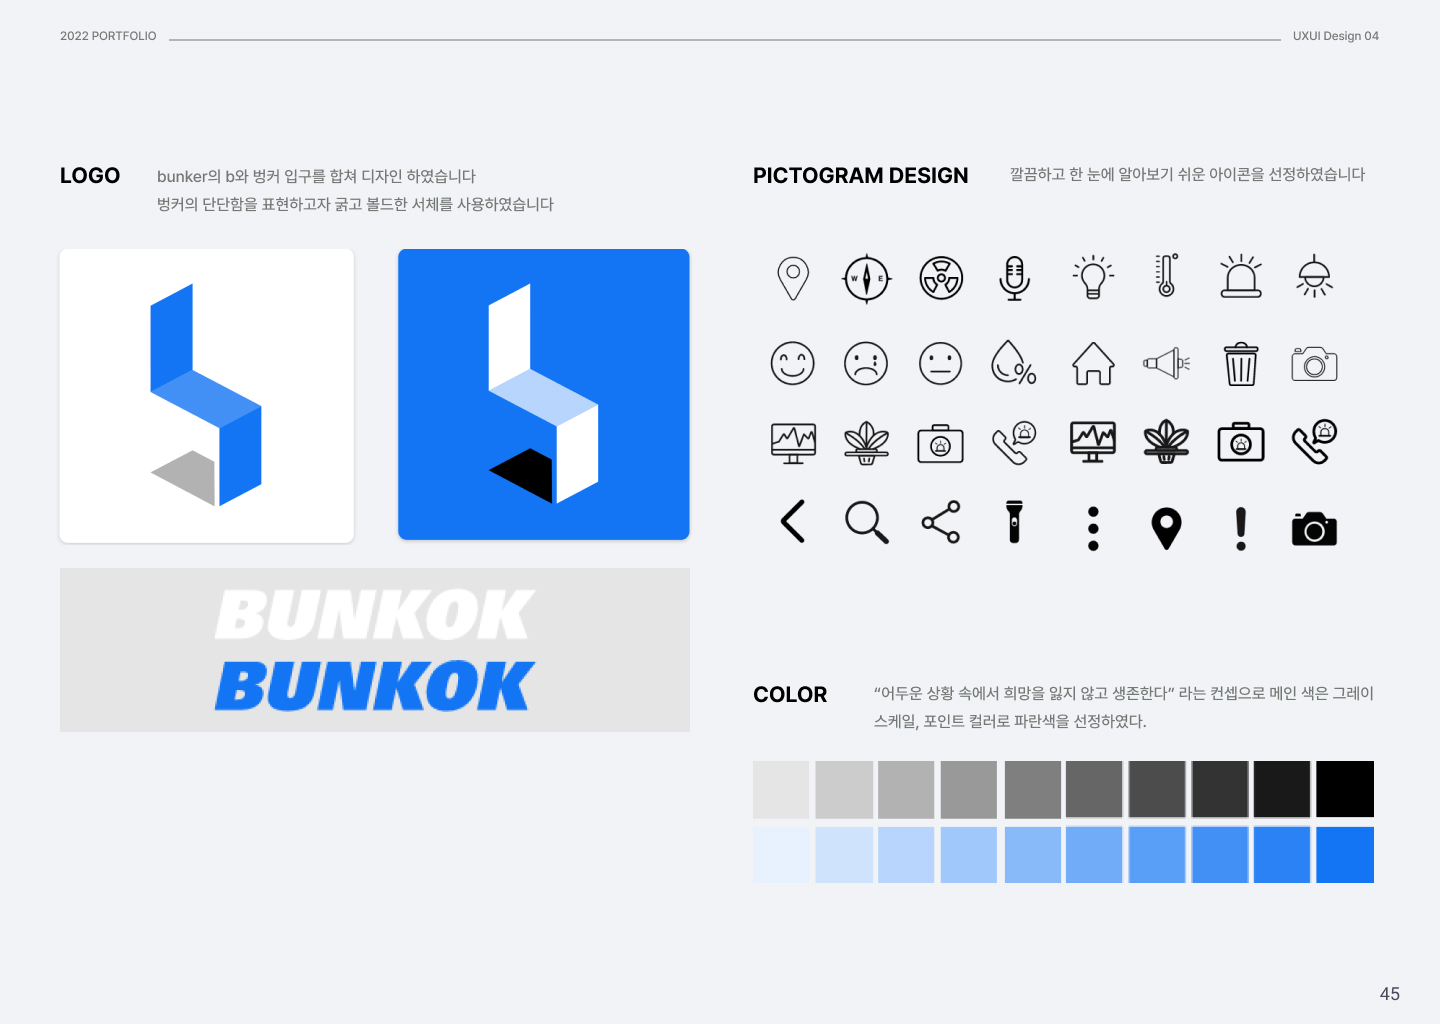 2022 PORTFOLIO
UXUI Design 04
LOGO
bunker의 b와 벙커 입구를 합쳐 디자인 하였습니다
벙커의 단단함을 표현하고자 굵고 볼드한 서체를 사용하였습니다
BUNKOK
BUNKOK
PICTOGRAM DESIGN
깔끔하고 한 눈에 알아보기 쉬운 아이콘을 선정하였습니다
W E
%
COLOR
“어두운 상황 속에서 희망을 잃지 않고 생존한다” 라는 컨셉으로 메인 색은 그레이
스케일, 포인트 컬러로 파란색을 선정하였다.
45